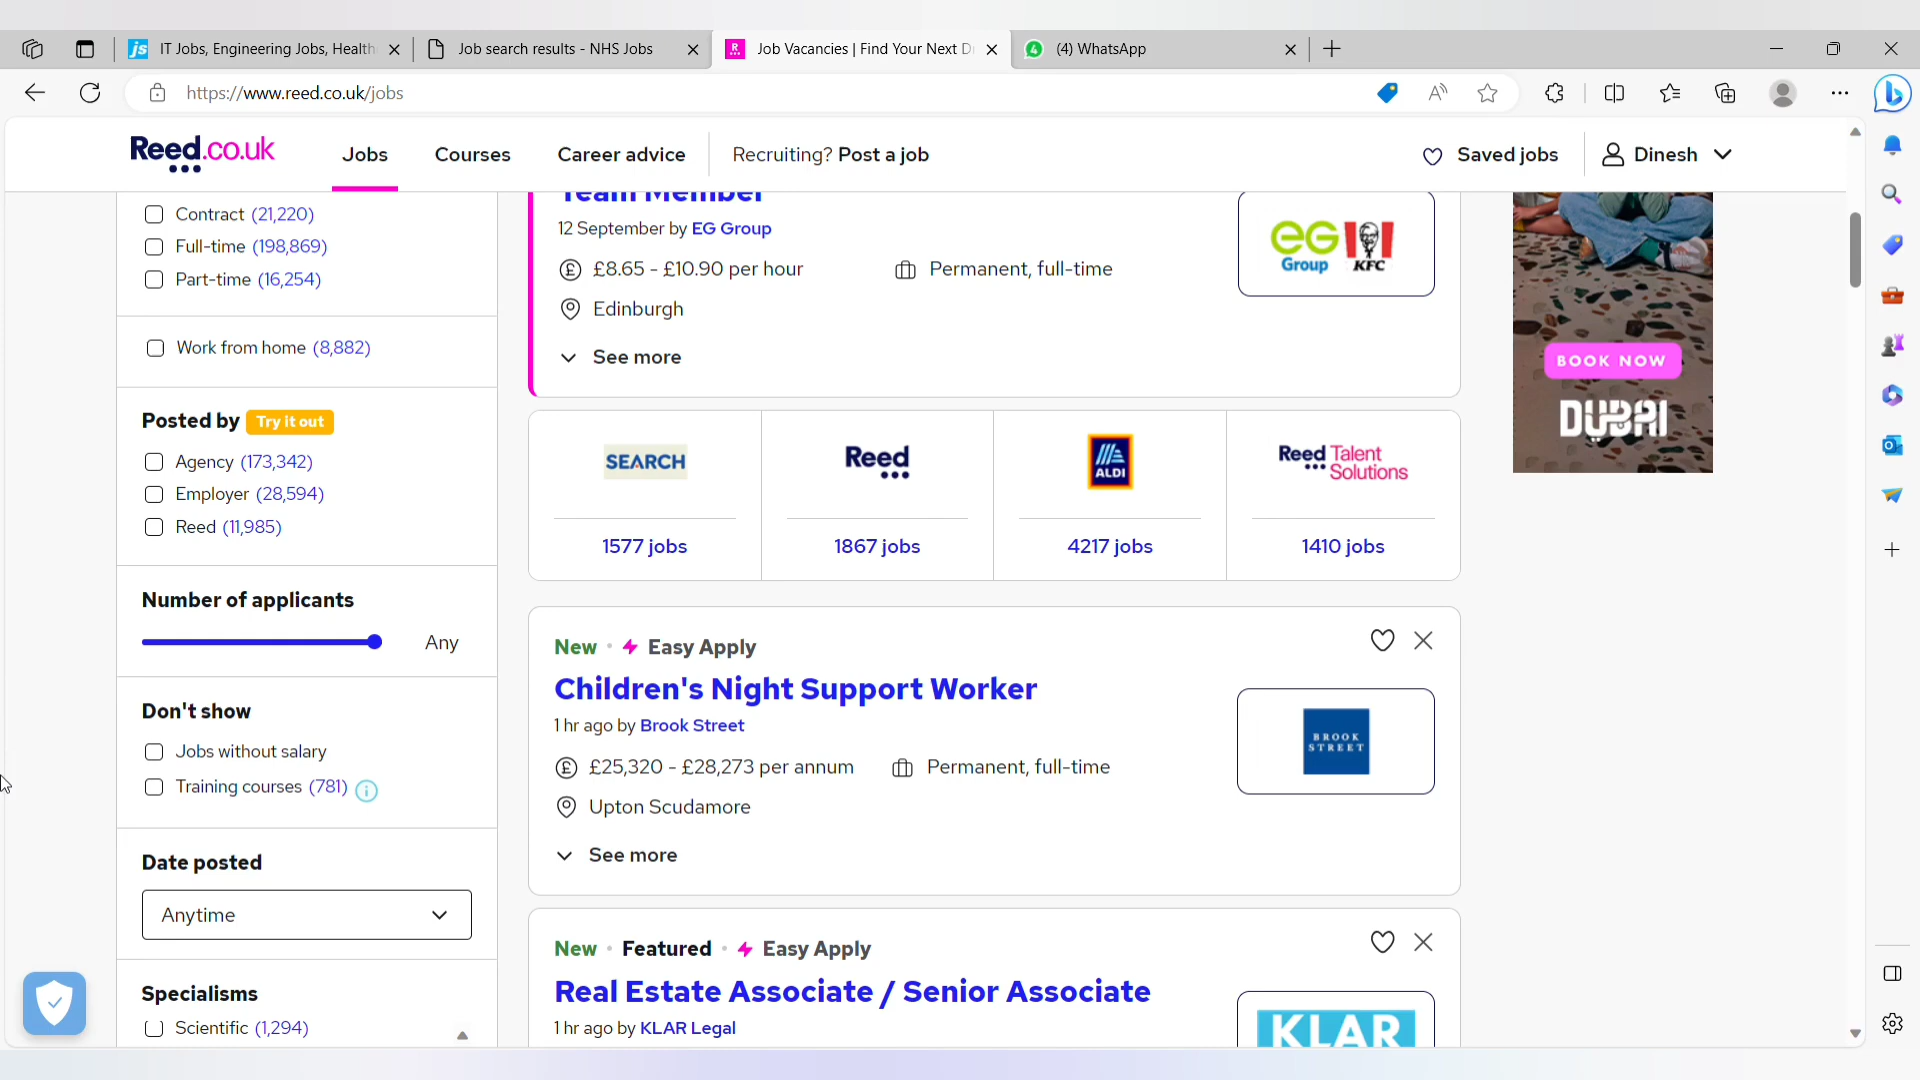 IT Jobs, Engineering Jobs, Health
Job search results - NHS Jobs
Job Vacancies | Find Your Next D
(4) WhatsApp
https://www.reed.co.uk/jobs
Reed.co.uk
Jobs
Courses
Career advice
Recruiting? Post a job
Saved jobs
Dinesh
Contract (21,220)
Full-time (198,869)
Part-time (16,254)
Work from home (8,882)
Posted by Try it out
Agency (173,342)
Employer (28,594)
Reed (11,985)
Number of applicants
Any
Don't show
Jobs without salary
Training courses (781)
Date posted
Anytime
Specialisms
Scientific (1,294)
Team Member
12 September by EG Group
£8.65 - £10.90 per hour
Permanent, full-time
Edinburgh
See more
eG Group KFC
SEARCH
1577 jobs
Reed
1867 jobs
ALDI
4217 jobs
Reed Talent Solutions
1410 jobs
New • Easy Apply
Children's Night Support Worker
1 hr ago by Brook Street
£25,320 - £28,273 per annum
Permanent, full-time
Upton Scudamore
See more
BROOK
STREET
New • Featured • Easy Apply
Real Estate Associate / Senior Associate
1 hr ago by KLAR Legal
KLAR
BOOK NOW
DUBAI